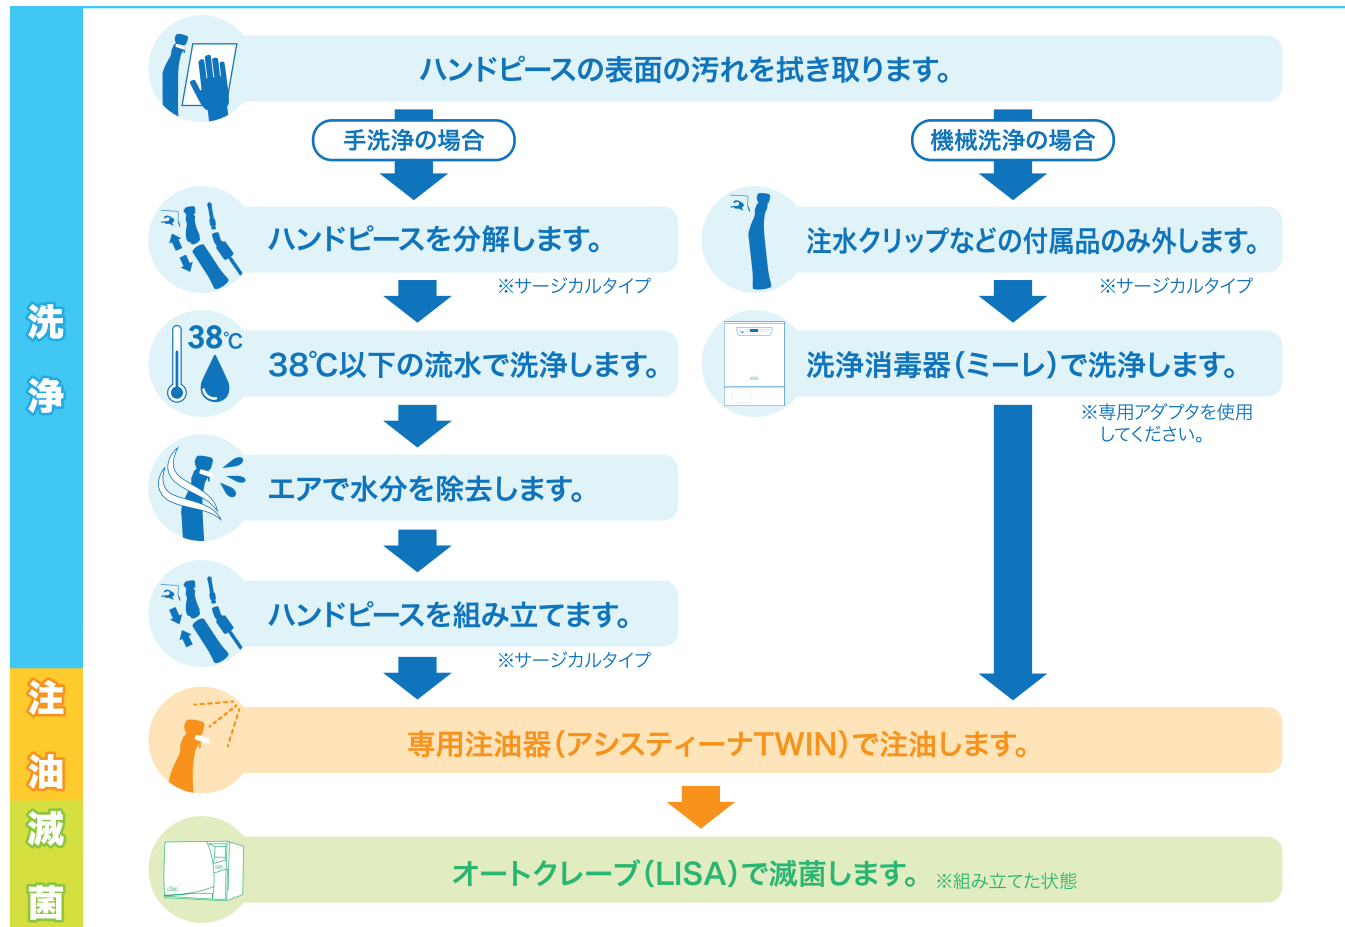 洗浄
ハンドピースの表面の汚れを拭き取ります。
手洗浄の場合
ハンドピースを分解します。
※サージカルタイプ
38℃
38℃以下の流水で洗浄します。
エアで水分を除去します。
ハンドピースを組み立てます。
※サージカルタイプ
機械洗浄の場合
注水クリップなどの付属品のみ外します。
※サージカルタイプ
洗浄消毒器(ミーレ)で洗浄します。
※専用アダプタを使用
してください。
注油
専用注油器(アシスティーナTWIN)で注油します。
滅菌
オートクレーブ(LISA)で滅菌します。 ※組み立てた状態